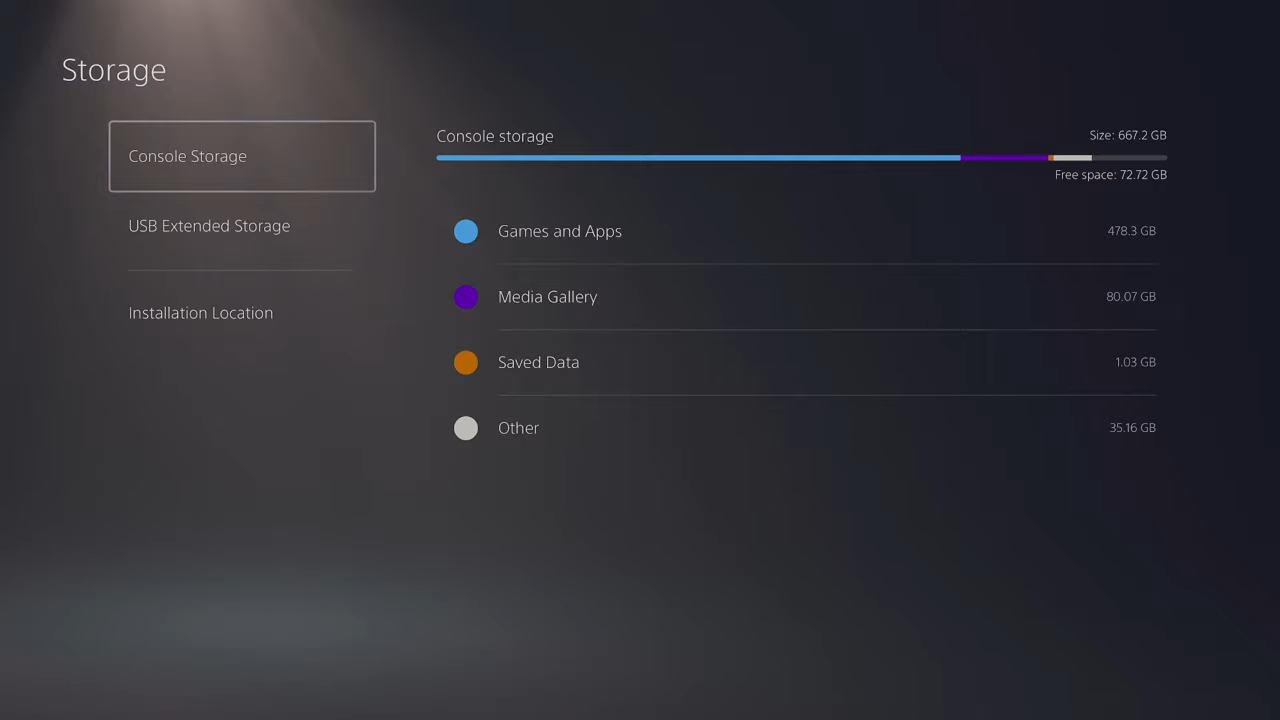 Storage
Console Storage
USB Extended Storage
Installation Location
Console storage
Size: 667.2 GB
Free space: 72.72 GB
Games and Apps
478.3 GB
Media Gallery
80.07 GB
Saved Data
1.03 GB
Other
35.16 GB